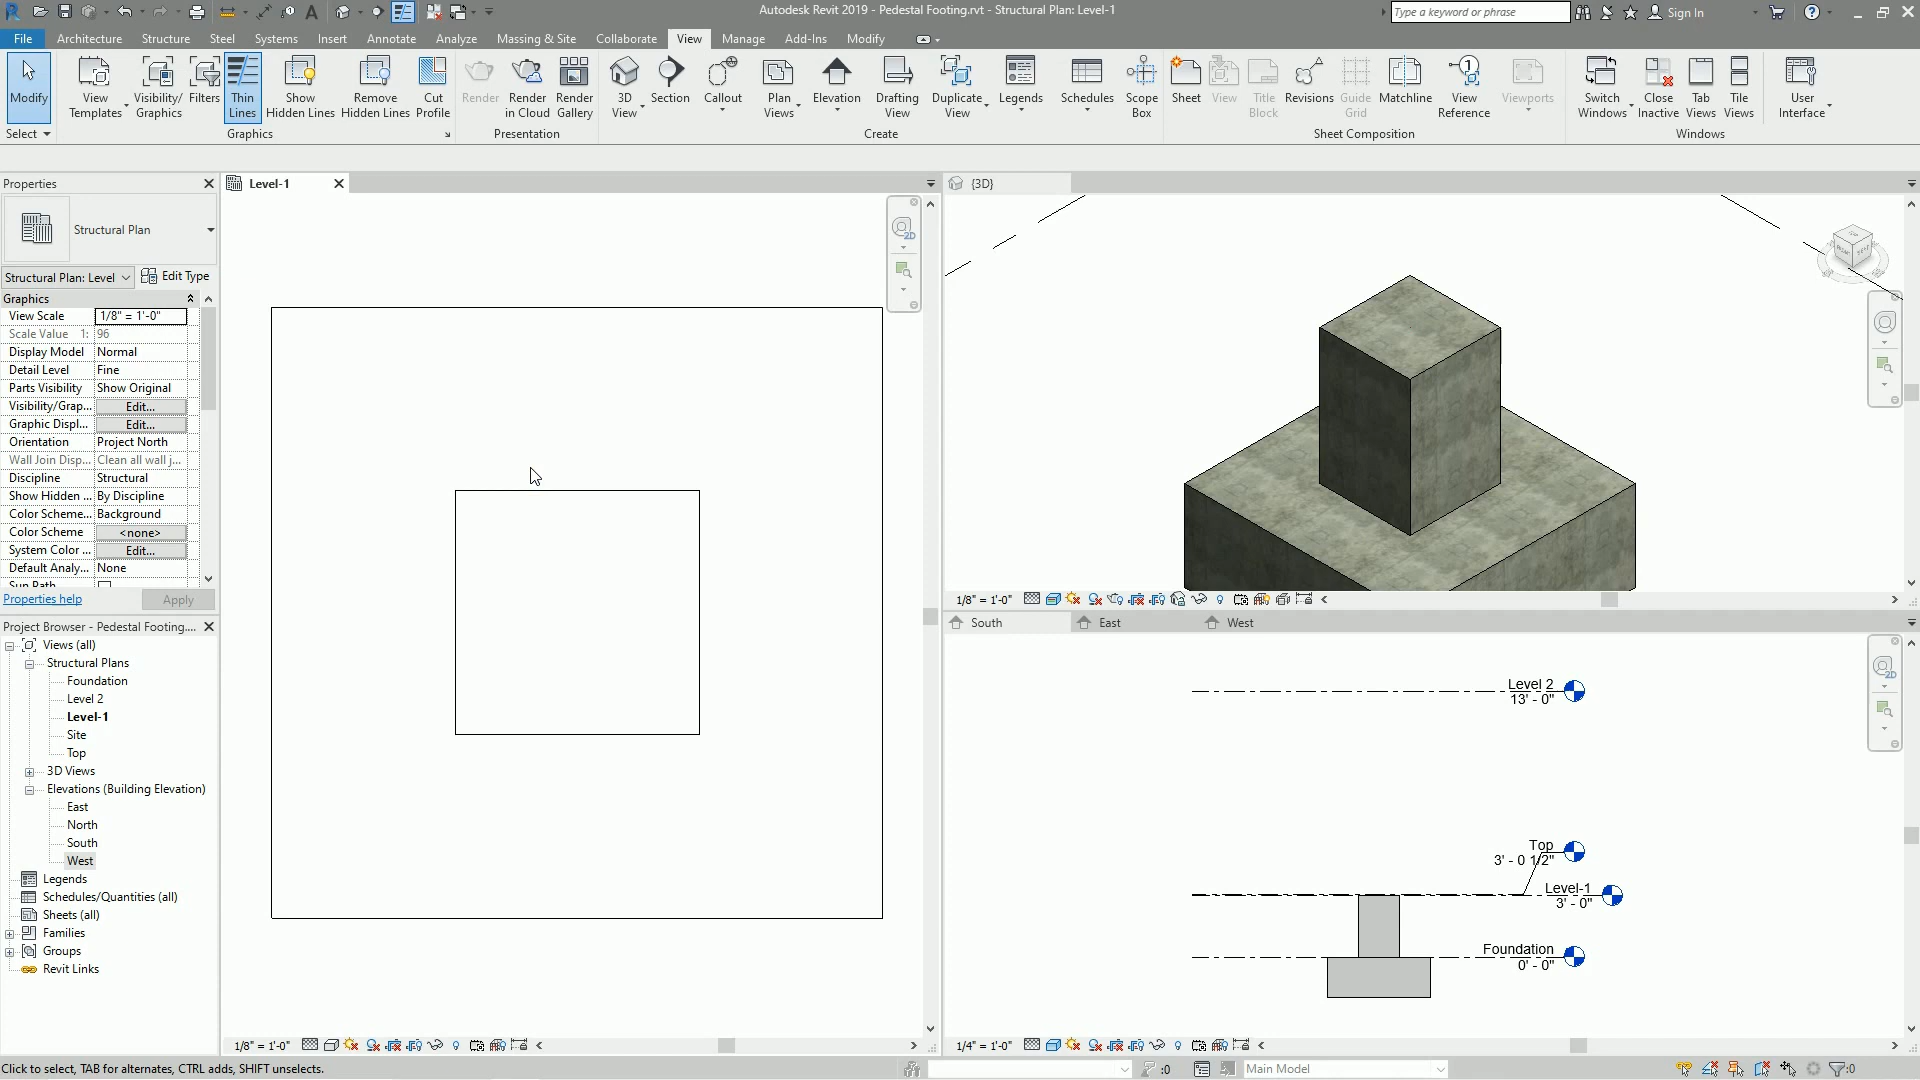 Autodesk Revit 2019 - Pedestal Footing.rvt - Structural Plan: Level-1
Type a keyword or phrase
Sign In
File Architecture Structure Steel Systems Insert Annotate Analyze Massing & Site Collaborate View Manage Add-Ins Modify
Modify
View Templates
Visibility/ Graphics
Filters
Thin Lines
Show Hidden Lines
Remove Hidden Lines
Cut Profile
Render
Render in Cloud
Render Gallery
3D View
Section
Callout
Plan Views
Elevation
Drafting View
Duplicate View
Legends
Schedules
Scope Box
Sheet
View
Title Block
Revisions
Guide Grid
Matchline
View Reference
Viewports
Switch Windows
Close Inactive
Tab Views
Tile Views
User Interface
Select Graphics Presentation Create Sheet Composition Windows
Properties
Structural Plan
Structural Plan: Level Edit Type
Graphics
View Scale 1/8" = 1'-0"
Scale Value 1: 96
Display Model Normal
Detail Level Fine
Parts Visibility Show Original
Visibility/Grap... Edit...
Graphic Displ... Edit...
Orientation Project North
Wall Join Disp... Clean all wall j...
Discipline Structural
Show Hidden ... By Discipline
Color Scheme... Background
Color Scheme <none>
System Color ... Edit...
Default Analy... None
Sun Path
Properties help Apply
Project Browser - Pedestal Footing....
Views (all)
Structural Plans
Foundation
Level 2
Level-1
Site
Top
3D Views
Elevations (Building Elevation)
East
North
South
West
Legends
Schedules/Quantities (all)
Sheets (all)
Families
Groups
Revit Links
Level-1
2D
1/8" = 1'-0"
{3D}
1/8" = 1'-0"
South East West
2D
Level 2
13' - 0"
Top
3' - 0 1/2"
Level-1
3' - 0"
Foundation
0' - 0"
1/4" = 1'-0"
Click to select, TAB for alternates, CTRL adds, SHIFT unselects.
:0
Main Model
:0